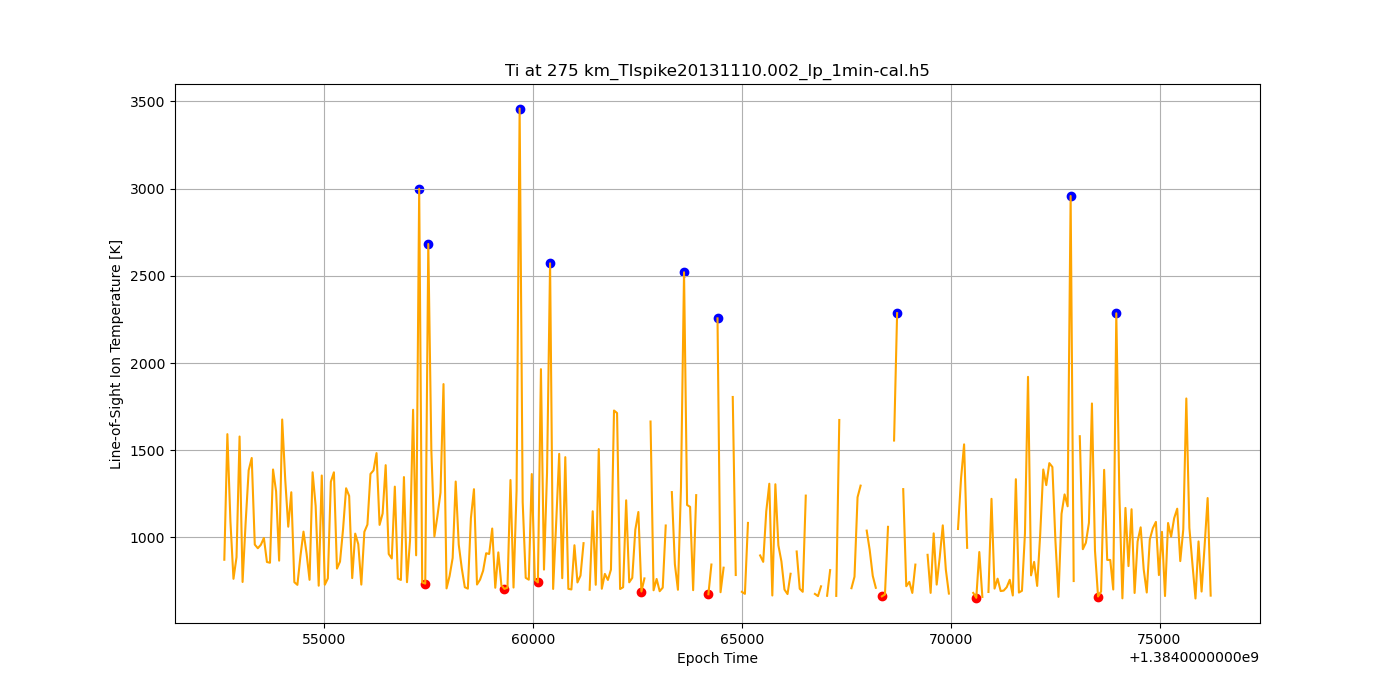 Ti at 275 km_TIspike20131110.002_lp_1min-cal.h5
Line-of-Sight Ion Temperature [K]
3500
3000
2500
2000
1500
1000
55000
60000
65000
70000
75000
Epoch Time
+1.3840000000e9